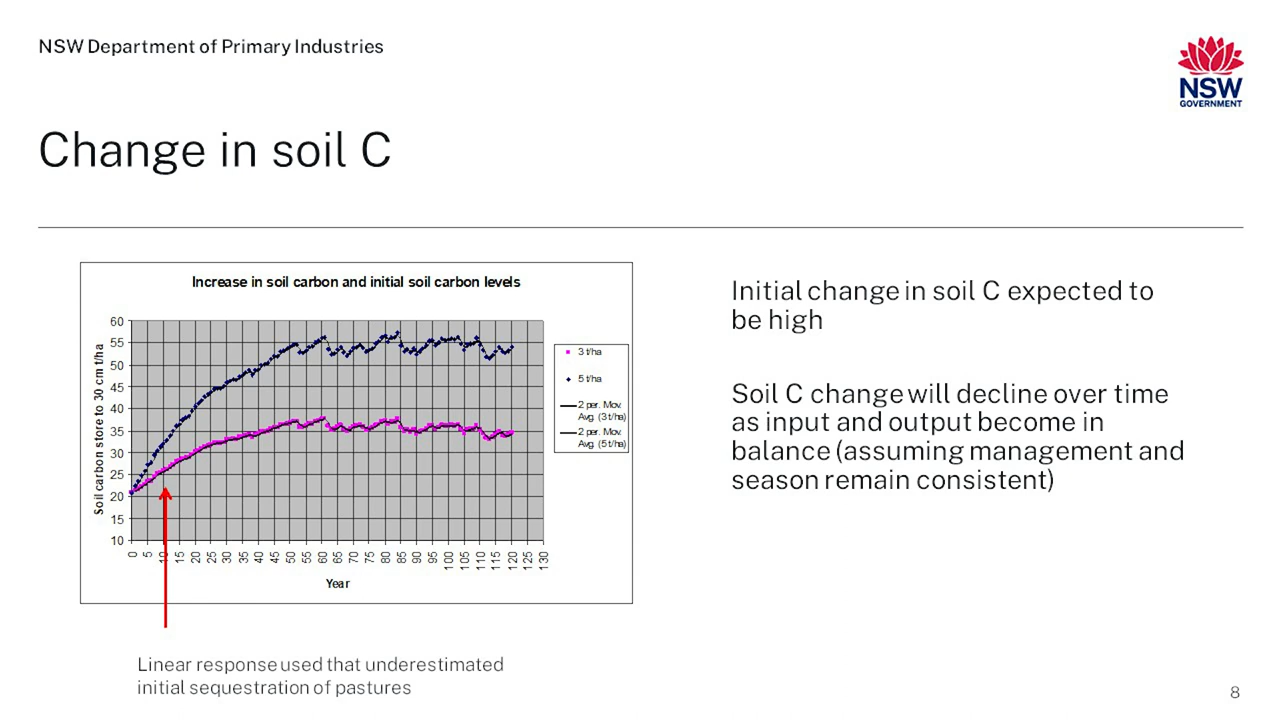 NSW Department of Primary Industries
NSW
GOVERNMENT
Change in soil C
Increase in soil carbon and initial soil carbon levels
Soil carbon store to 30 cm t/ha
60
55
50
45
40
35
30
25
20
15
10
0 5 10 15 20 25 30 35 40 45 50 55 60 65 70 75 80 85 90 95 100 105 110 115 120 125 130
Year
3 t/ha
5 t/ha
2 per. Mov.
Avg. (3 t/ha)
2 per. Mov.
Avg. (5 t/ha)
Initial change in soil C expected to
be high
Soil C change will decline over time
as input and output become in
balance (assuming management and
season remain consistent)
Linear response used that underestimated
initial sequestration of pastures
8